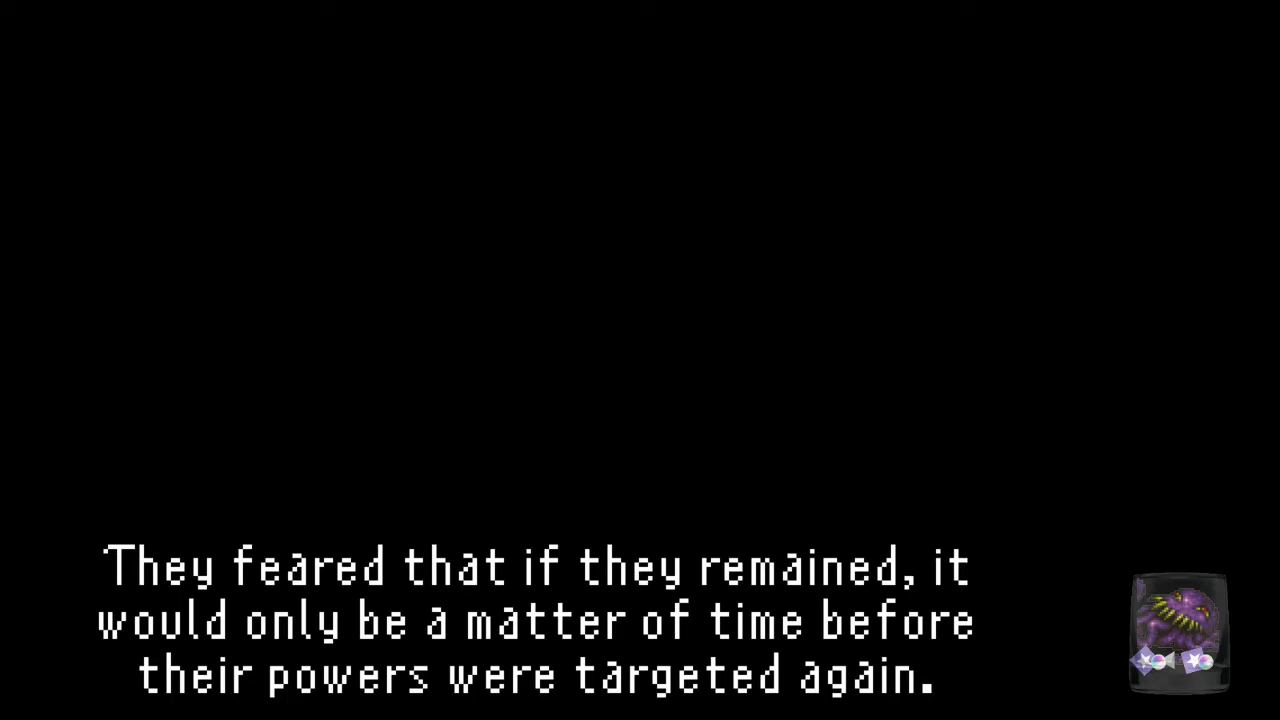 They feared that if they remained, it
would only be a matter of time before
their powers were targeted again.